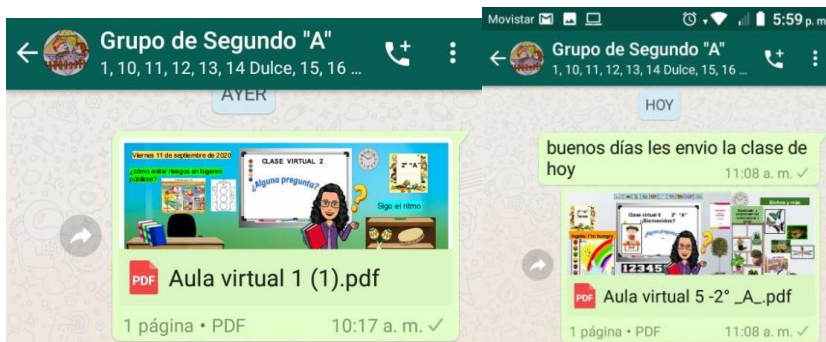 Grupo de Segundo "A"
1, 10, 11, 12, 13, 14 Dulce, 15, 16 ...
AYER
Viernes 11 de septiembre de 2020
¿cómo evitar riesgos en lugares
públicos?
CLASE VIRTUAL 2
¿Alguna pregunta?
2° "A"
Sigo el ritmo
PDF Aula virtual 1 (1).pdf
1 página • PDF 10:17 a. m.
Movistar 5:59 p. m
Grupo de Segundo "A"
1, 10, 11, 12, 13, 14 Dulce, 15, 16 ...
HOY
buenos días les envio la clase de
hoy
11:08 a. m.
Clase virtual 5 2° "A"
¡Bienvenidos!
Bichos y más
12345
PDF Aula virtual 5 -2° _A_.pdf
1 página • PDF 11:08 a. m.